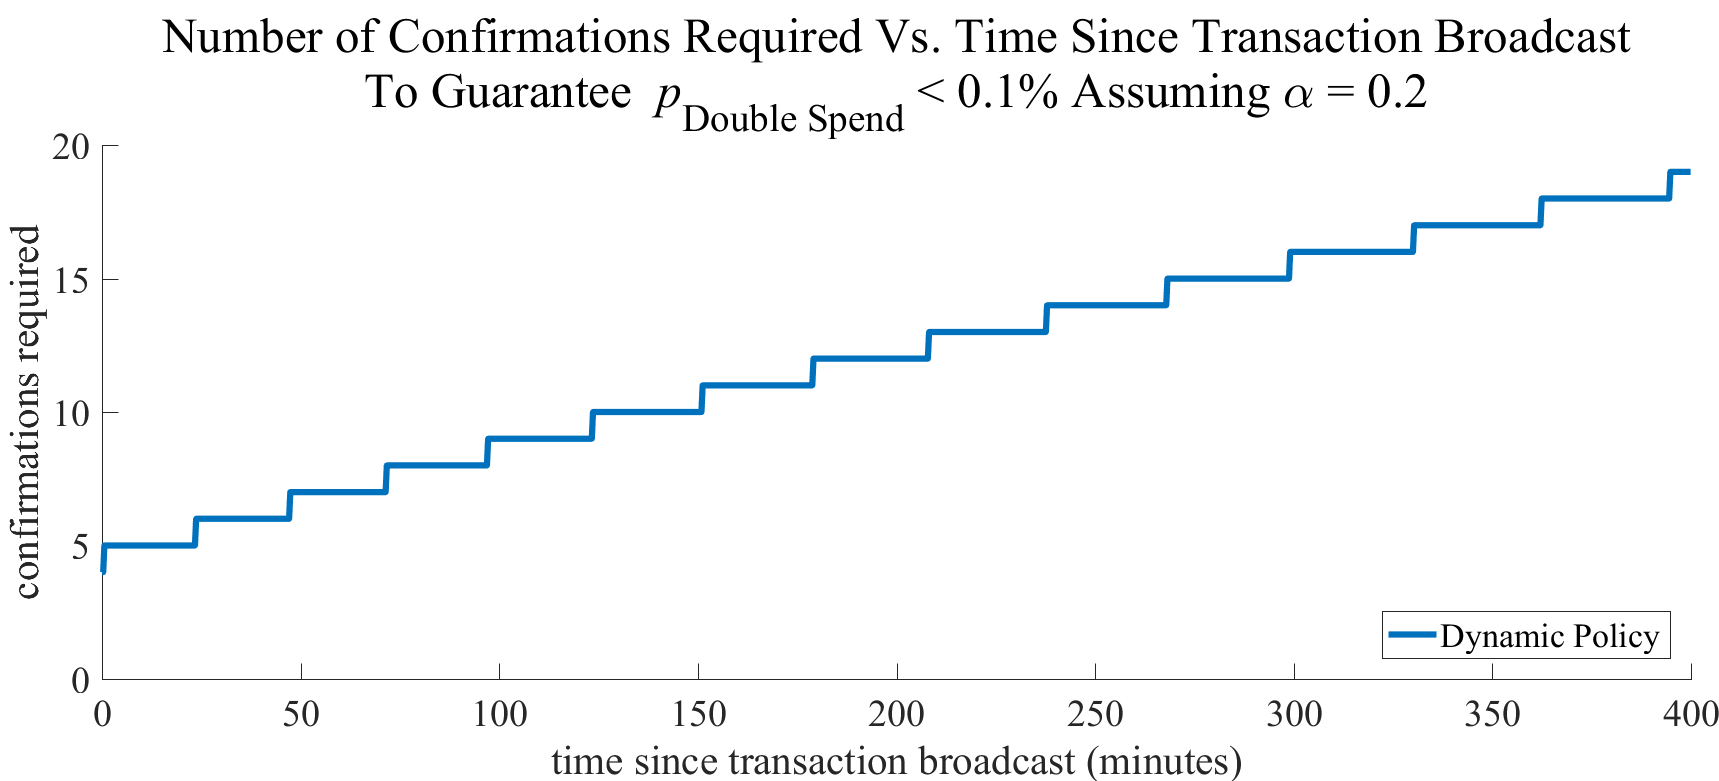 Number of Confirmations Required Vs. Time Since Transaction Broadcast
To Guarantee p Double Spend < 0.1% Assuming α = 0.2
20
15
10
5
0
confirmations required
Dynamic Policy
0 50 100 150 200 250 300 350 400
time since transaction broadcast (minutes)